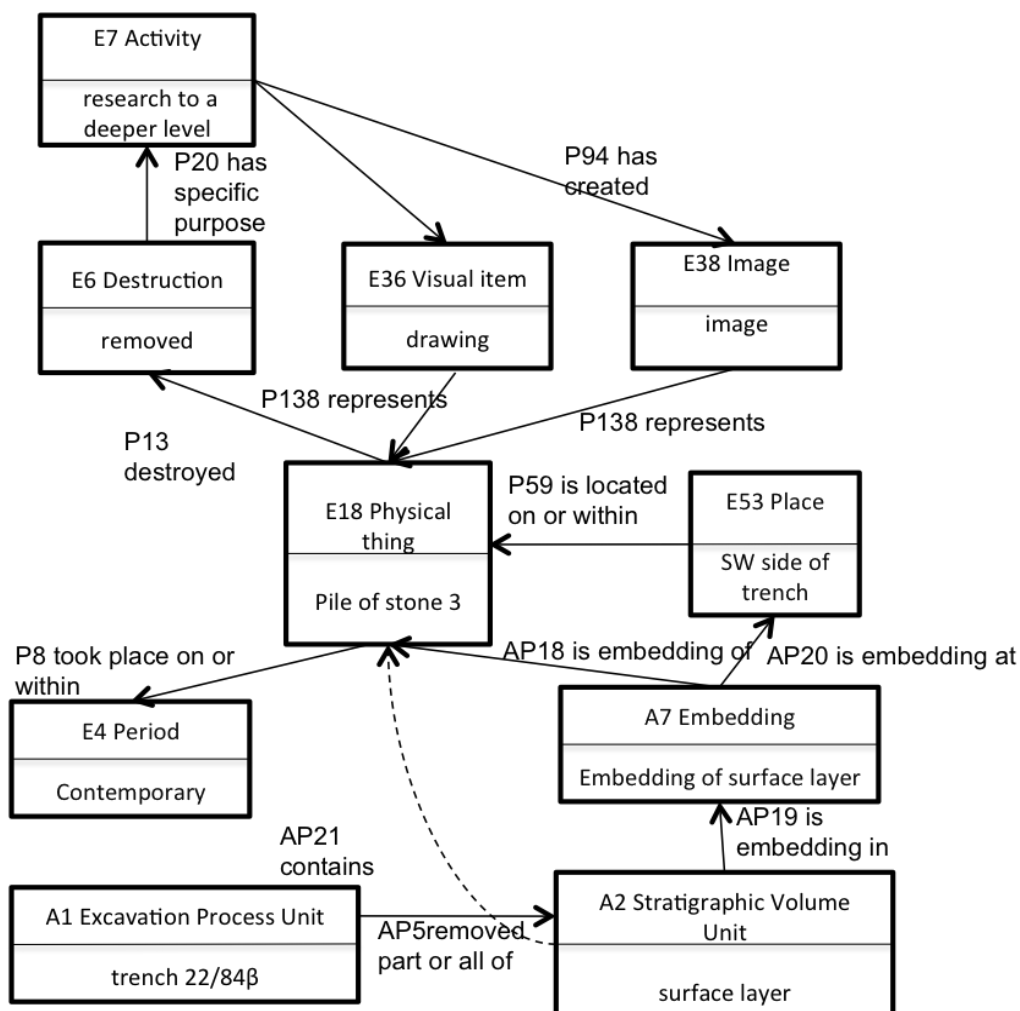 E7 Activity
research to a
deeper level
P20 has
specific
purpose
P94 has
created
E6 Destruction
removed
E36 Visual item
drawing
E38 Image
image
P138 represents
P138 represents
P13
destroyed
E18 Physical
thing
Pile of stone 3
P59 is located
on or within
E53 Place
SW side of
trench
P8 took place on or
within
AP18 is embedding of
AP20 is embedding at
E4 Period
Contemporary
A7 Embedding
Embedding of surface layer
AP21
contains
AP19 is
embedding in
A1 Excavation Process Unit
trench 22/84β
AP5removed
part or all of
A2 Stratigraphic Volume
Unit
surface layer